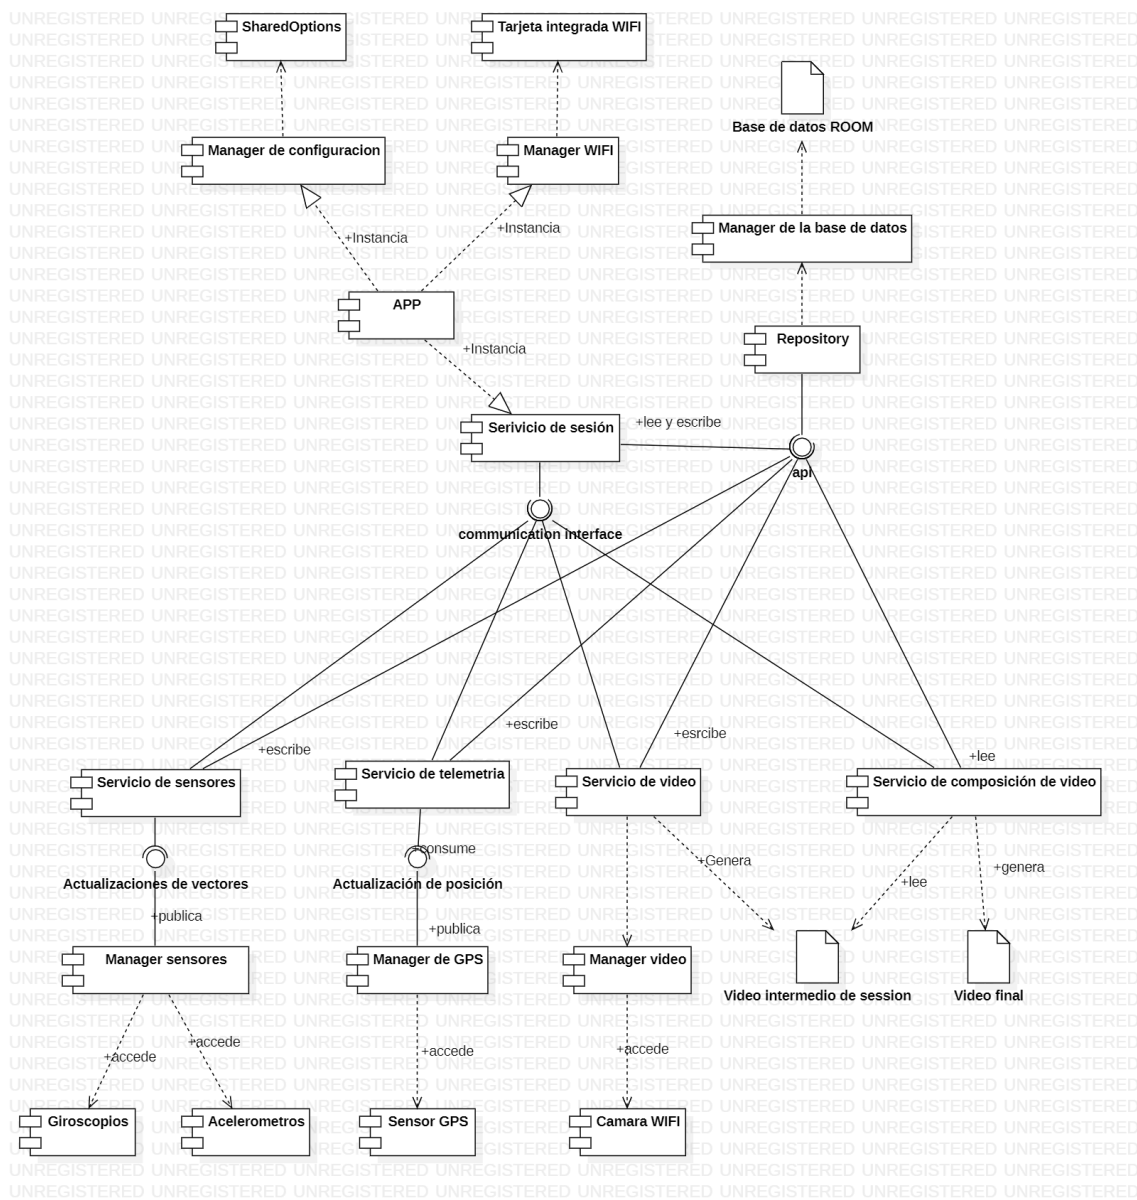 SharedOptions
Tarjeta integrada WIFI
Base de datos ROOM
Manager de configuracion
Manager WIFI
Manager de la base de datos
+Instancia
+Instancia
APP
Repository
+Instancia
Serivicio de sesión
+lee y escribe
api
communication interface
+escribe
+escribe
+esrcibe
+lee
Servicio de sensores
Servicio de telemetria
Servicio de video
Servicio de composición de video
+consume
+Genera
+genera
+lee
Actualizaciones de vectores
Actualización de posición
+publica
+publica
Manager sensores
Manager de GPS
Manager video
Video intermedio de session
Video final
+accede
+accede
+accede
+accede
Giroscopios
Acelerometros
Sensor GPS
Camara WIFI
UNREGISTERED